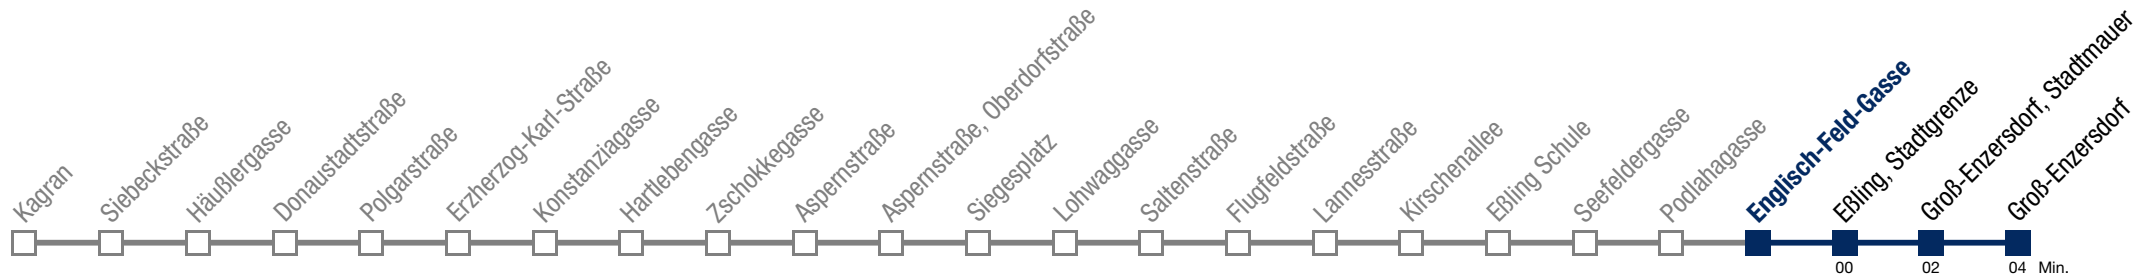 Kagran
Siebeckstraße
Häußlergasse
Donaustadtstraße
Polgarstraße
Erzherzog-Karl-Straße
Konstanziagasse
Hartlebengasse
Zschokkegasse
Aspernstraße
Aspernstraße, Oberdorfstraße
Siegesplatz
Lohwaggasse
Saltenstraße
Flugfeldstraße
Lannesstraße
Kirschenallee
Eßling Schule
Seefeldergasse
Podlahagasse
Englisch-Feld-Gasse
Eßling, Stadtgrenze
Groß-Enzersdorf, Stadtmauer
Groß-Enzersdorf
00 02 04 Min.